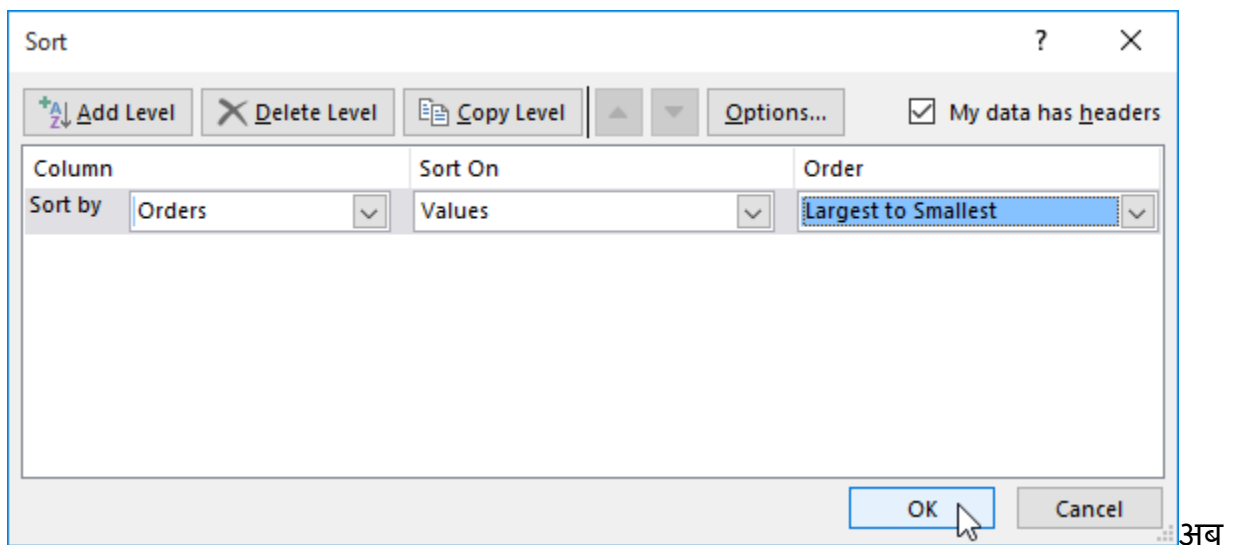 Sort ?
Add Level Delete Level Copy Level Options... My data has headers
Column Sort On Order
Sort by Orders Values Largest to Smallest
OK Cancel
अब